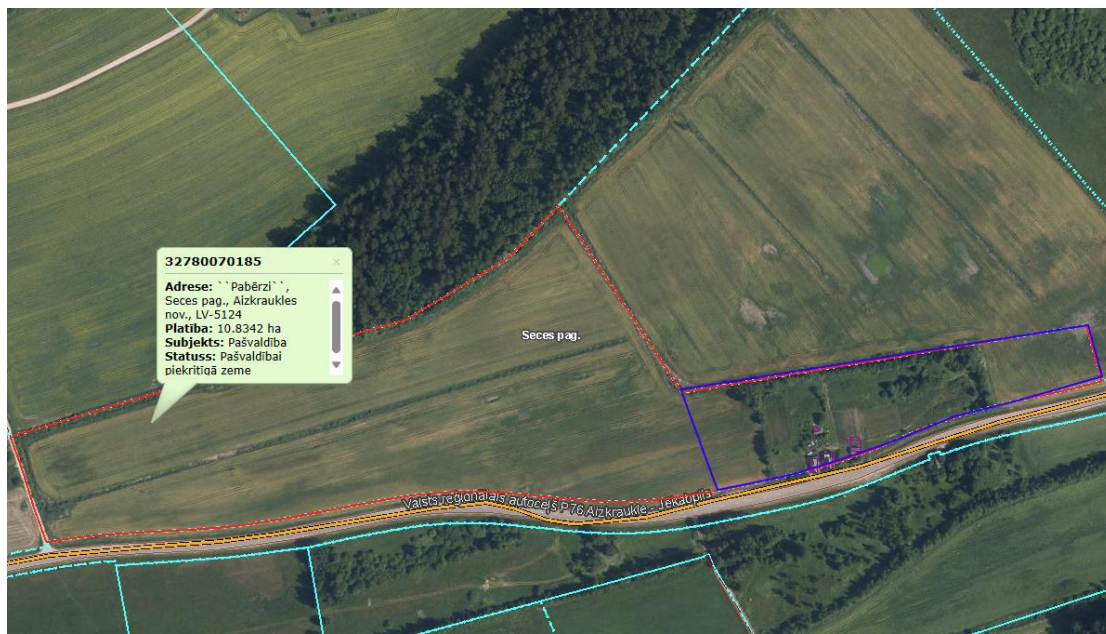 32780070185
×
Adrese: ``Pabērzi``,
Seces pag., Aizkraukles
nov., LV-5124
Platība: 10.8342 ha
Subjekts: Pašvaldība
Statuss: Pašvaldībai
piekritīgā zeme
Seces pag.
Valsts reģionālais autoceļš P76 Aizkraukle - Jēkabpils